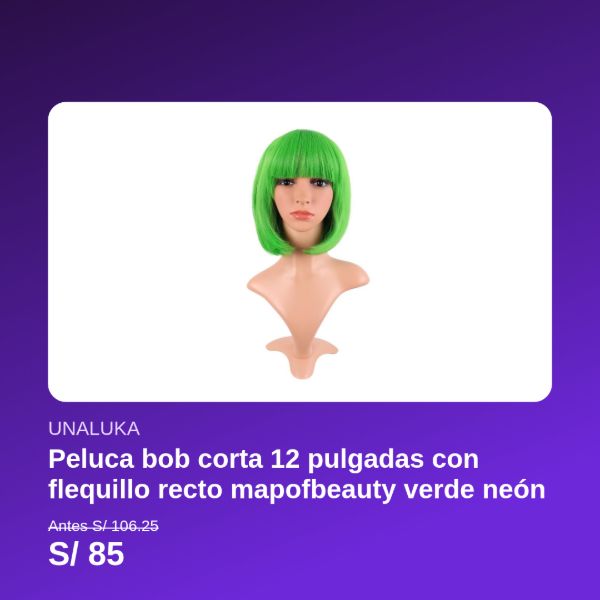 UNALUKA
Peluca bob corta 12 pulgadas con
flequillo recto mapofbeauty verde neón
Antes S/ 106.25
S/ 85